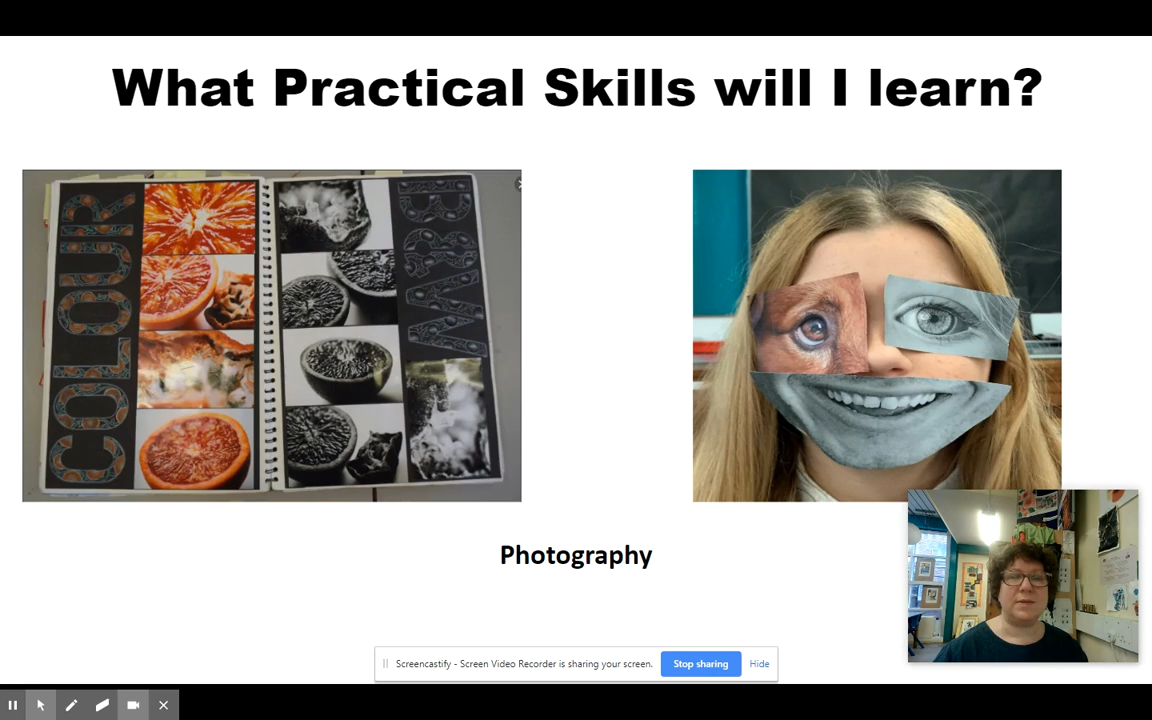 What Practical Skills will I learn?
COLOUR
B&W
Photography
Screencastify - Screen Video Recorder is sharing your screen.
Stop sharing
Hide